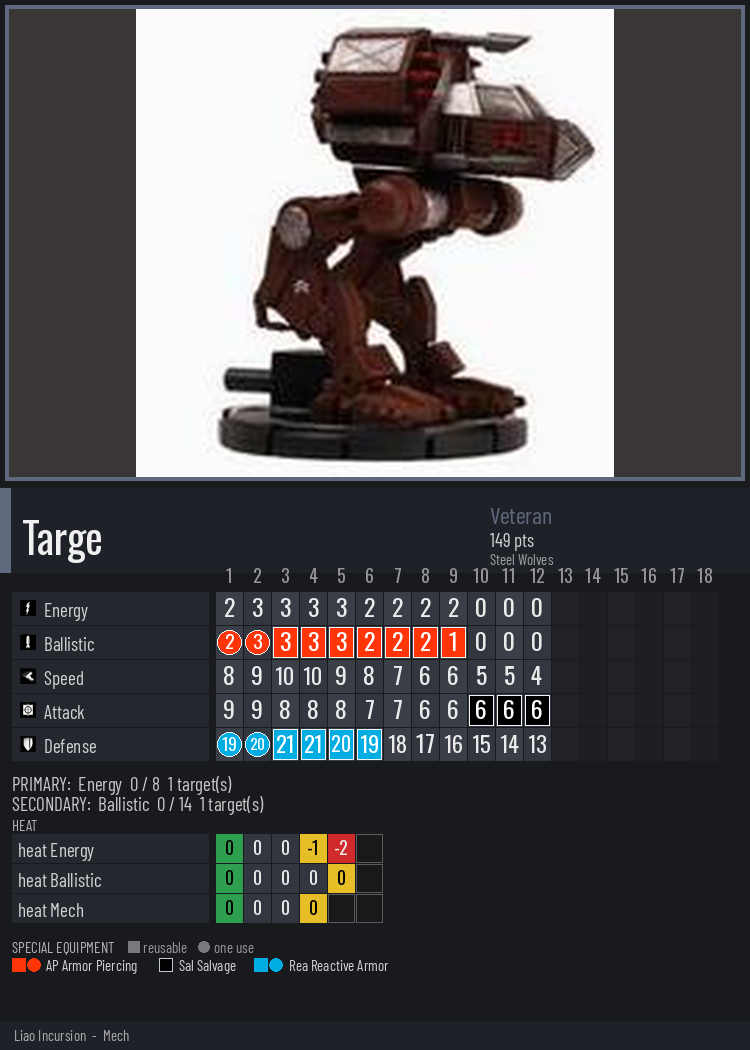 Targe
Veteran
149 pts
Steel Wolves
1 2 3 4 5 6 7 8 9 10 11 12 13 14 15 16 17 18
Energy 2 3 3 3 3 2 2 2 2 0 0 0
Ballistic 2 3 3 3 3 2 2 2 1 0 0 0
Speed 8 9 10 10 9 8 7 6 6 5 5 4
Attack 9 9 8 8 8 7 7 6 6 6 6 6
Defense 19 20 21 21 20 19 18 17 16 15 14 13
PRIMARY: Energy 0 / 8 1 target(s)
SECONDARY: Ballistic 0 / 14 1 target(s)
HEAT
heat Energy 0 0 0 -1 -2
heat Ballistic 0 0 0 0 0
heat Mech 0 0 0 0
SPECIAL EQUIPMENT reusable one use
AP Armor Piercing Sal Salvage Rea Reactive Armor
Liao Incursion - Mech